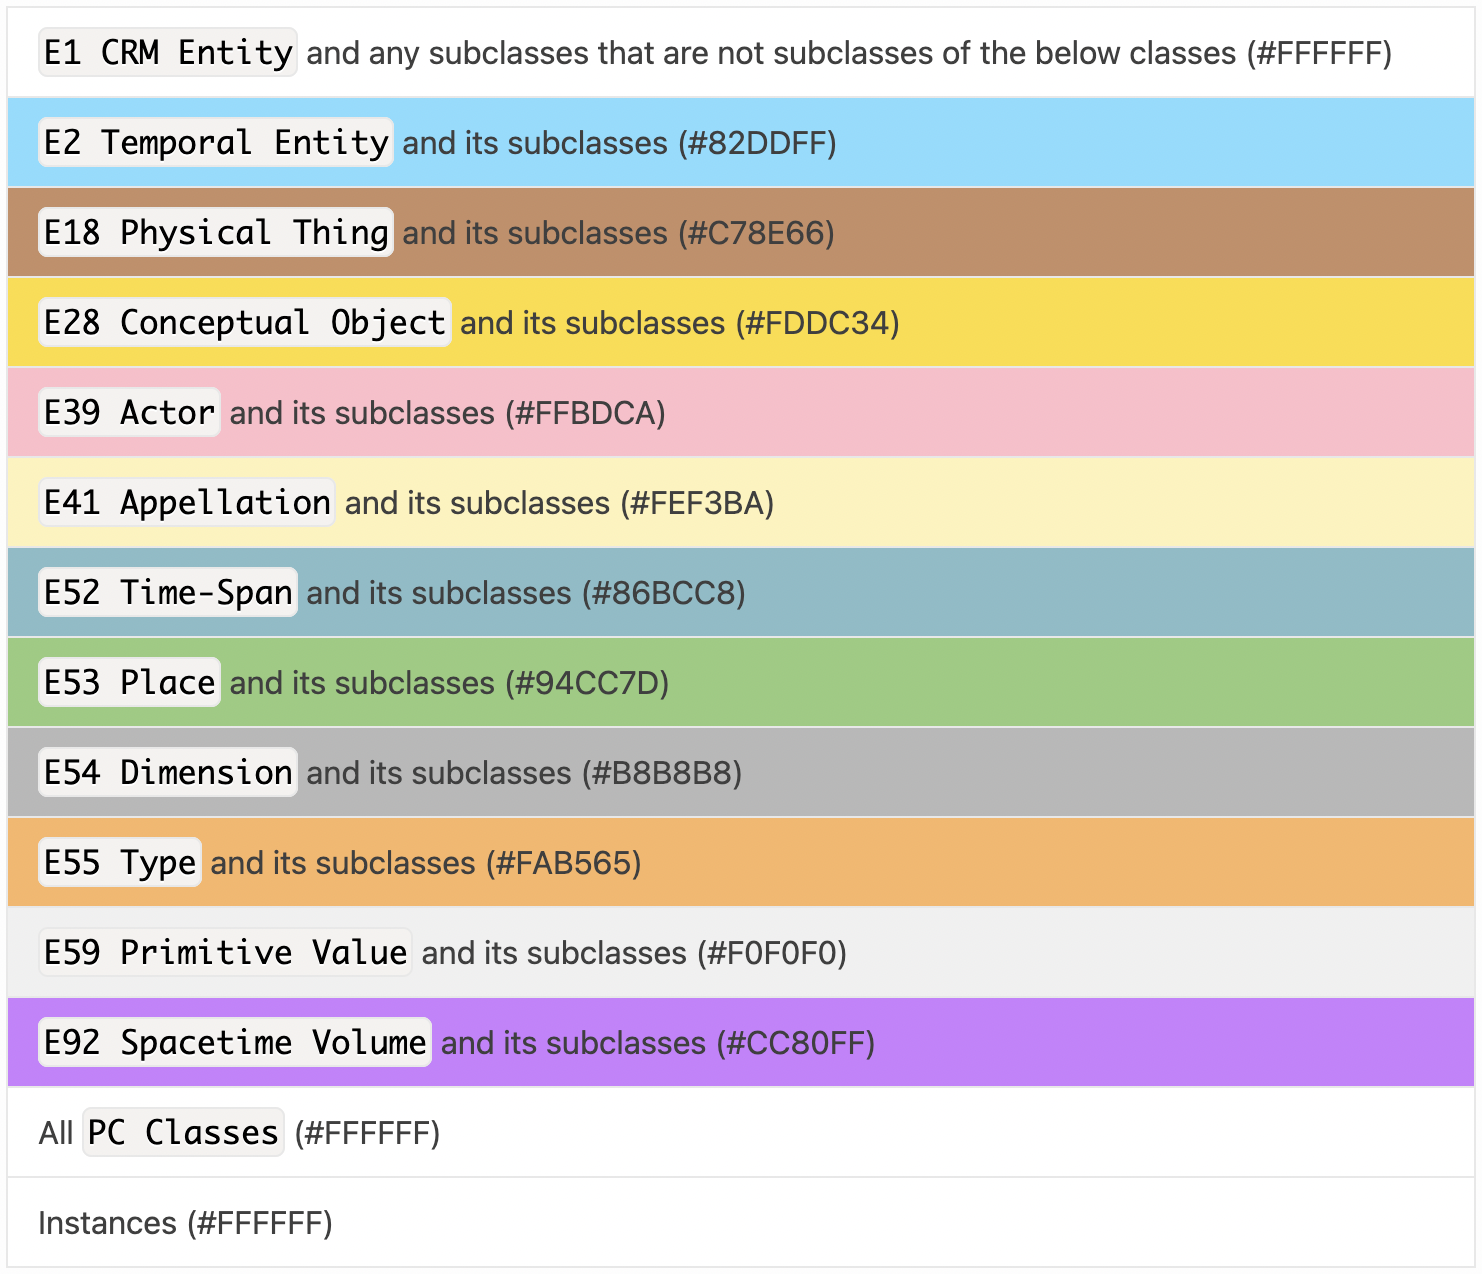 E1 CRM Entity and any subclasses that are not subclasses of the below classes (#FFFFFF)
E2 Temporal Entity and its subclasses (#82DDFF)
E18 Physical Thing and its subclasses (#C78E66)
E28 Conceptual Object and its subclasses (#FDDC34)
E39 Actor and its subclasses (#FFBDCA)
E41 Appellation and its subclasses (#FEF3BA)
E52 Time-Span and its subclasses (#86BCC8)
E53 Place and its subclasses (#94CC7D)
E54 Dimension and its subclasses (#B8B8B8)
E55 Type and its subclasses (#FAB565)
E59 Primitive Value and its subclasses (#F0F0F0)
E92 Spacetime Volume and its subclasses (#CC80FF)
All PC Classes (#FFFFFF)
Instances (#FFFFFF)